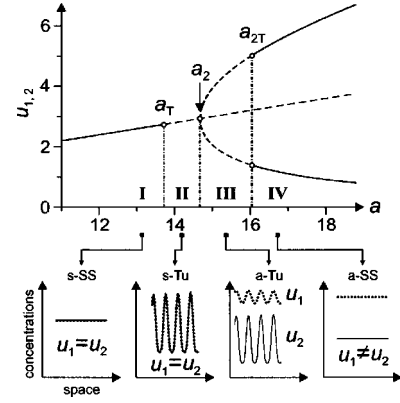 6
4
2
0
u₁,₂
a_T
a₂
a₂T
I II III IV
12 14 16 18 a
s-SS s-Tu a-Tu a-SS
concentrations
u₁=u₂
u₁=u₂
u₁
u₂
u₁≠u₂
space